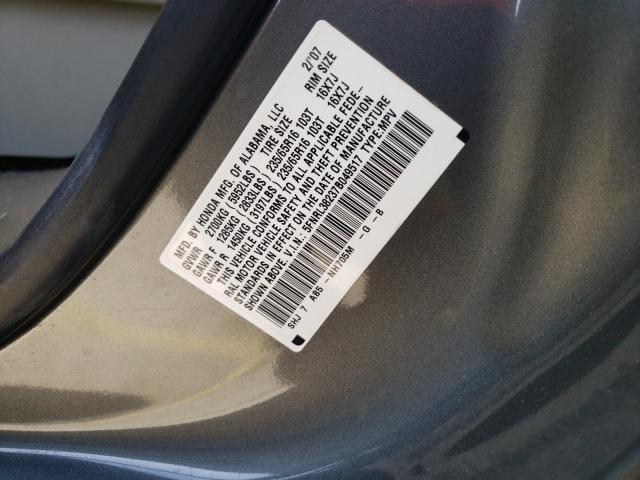 MFD. BY HONDA MFG. OF ALABAMA, LLC 2/'07
GVWR 2700KG (5952LBS) TIRE SIZE RIM SIZE
GAWR F 1285KG (2833LBS) 235/65R16 103T 16X7J
GAWR R 1450KG (3197LBS) 235/65R16 103T 16X7J
THIS VEHICLE CONFORMS TO ALL APPLICABLE FEDE-
RAL MOTOR VEHICLE SAFETY AND THEFT PREVENTION
STANDARDS IN EFFECT ON THE DATE OF MANUFACTURE
SHOWN ABOVE. V.I.N.: 5FNRL38237B049517 TYPE:MPV
SHJ 7 AB5 -NH705M -G -B